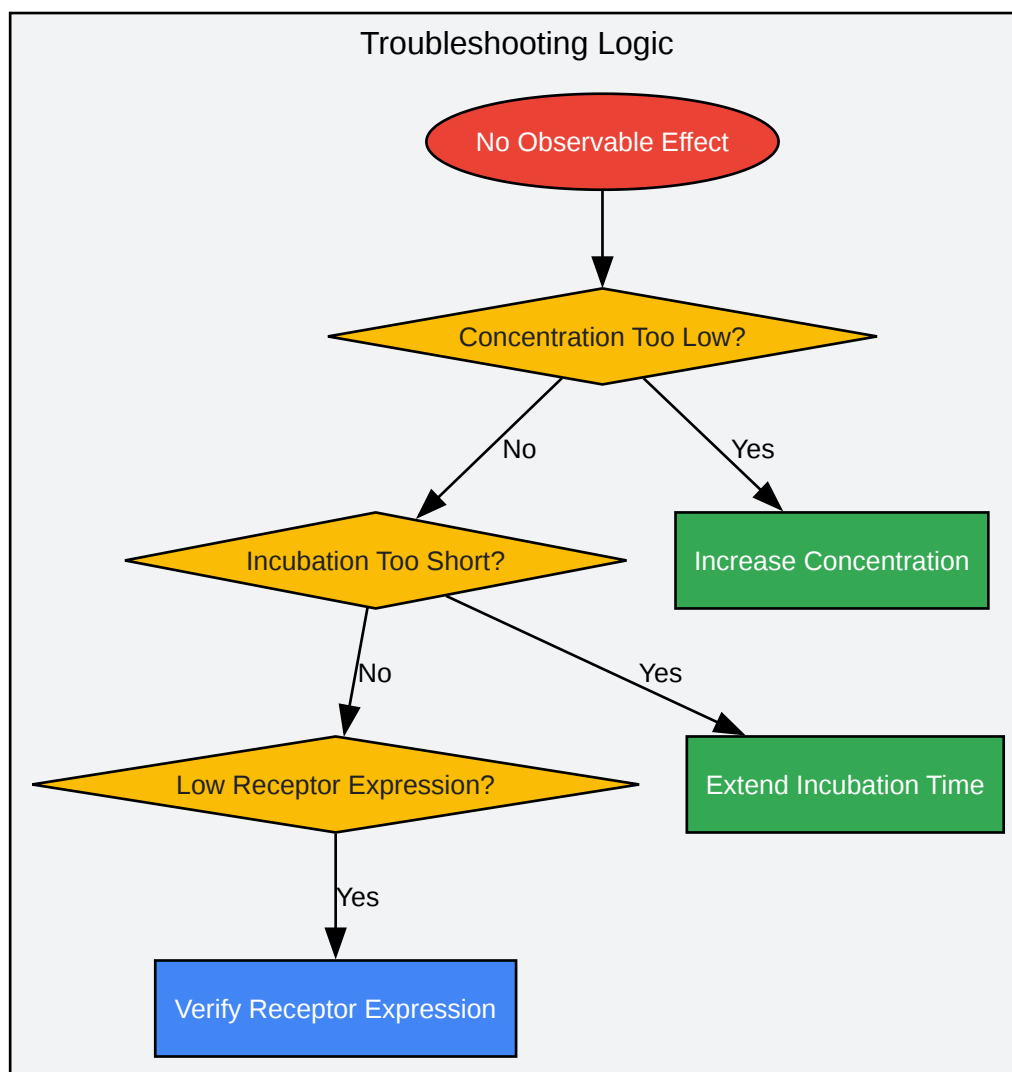 Troubleshooting Logic
No Observable Effect
Concentration Too Low?
No
Yes
Incubation Too Short?
Increase Concentration
No
Yes
Low Receptor Expression?
Extend Incubation Time
Yes
Verify Receptor Expression